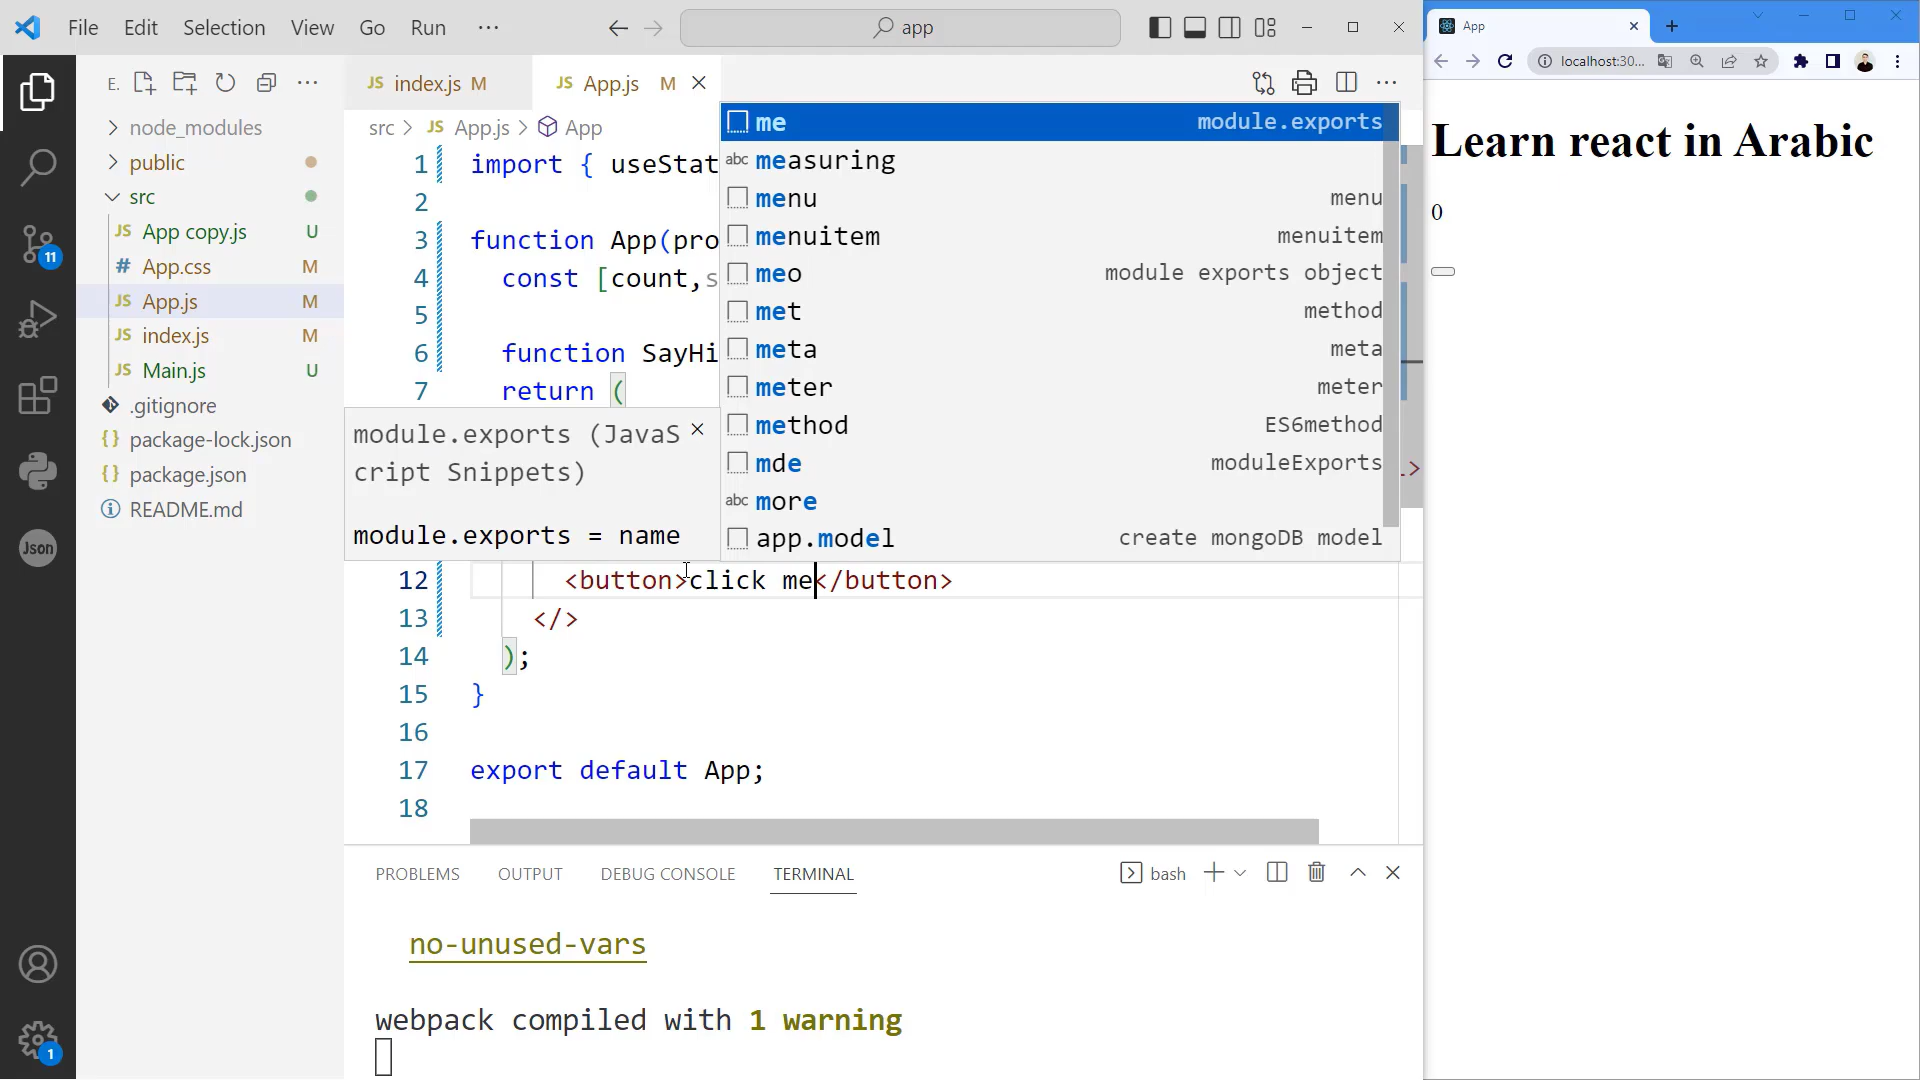 File Edit Selection View Go Run ··· app
E.
node_modules
public
src
JS App copy.js U
# App.css M
JS App.js M
JS index.js M
JS Main.js U
.gitignore
{} package-lock.json
{} package.json
README.md
11
Json
1
JS index.js M JS App.js M
src > JS App.js > App
1 import { useStat
2
3 function App(pro
4 const [count,s
5
6 function SayHi
7 return (
me module.exports
abc measuring
menu menu
menuitem menuitem
meo module exports object
met method
meta meta
meter meter
method ES6method
mde moduleExports
abc more
app.model create mongoDB model
module.exports (JavaS
cript Snippets)
module.exports = name
>
12 <button>click me</button>
13 </>
14 );
15 }
16
17 export default App;
18
PROBLEMS OUTPUT DEBUG CONSOLE TERMINAL bash
no-unused-vars
webpack compiled with 1 warning
App
localhost:30...
Learn react in Arabic
0